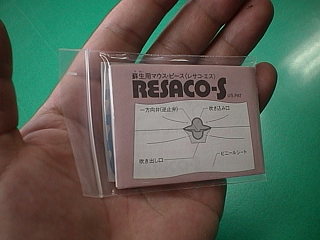 蘇生用マウス・ピース(レサコ・エス)
RESACO-S US.PAT
一方向弁(逆止弁)
吹き込み口
吹き出し口
ビニールシート